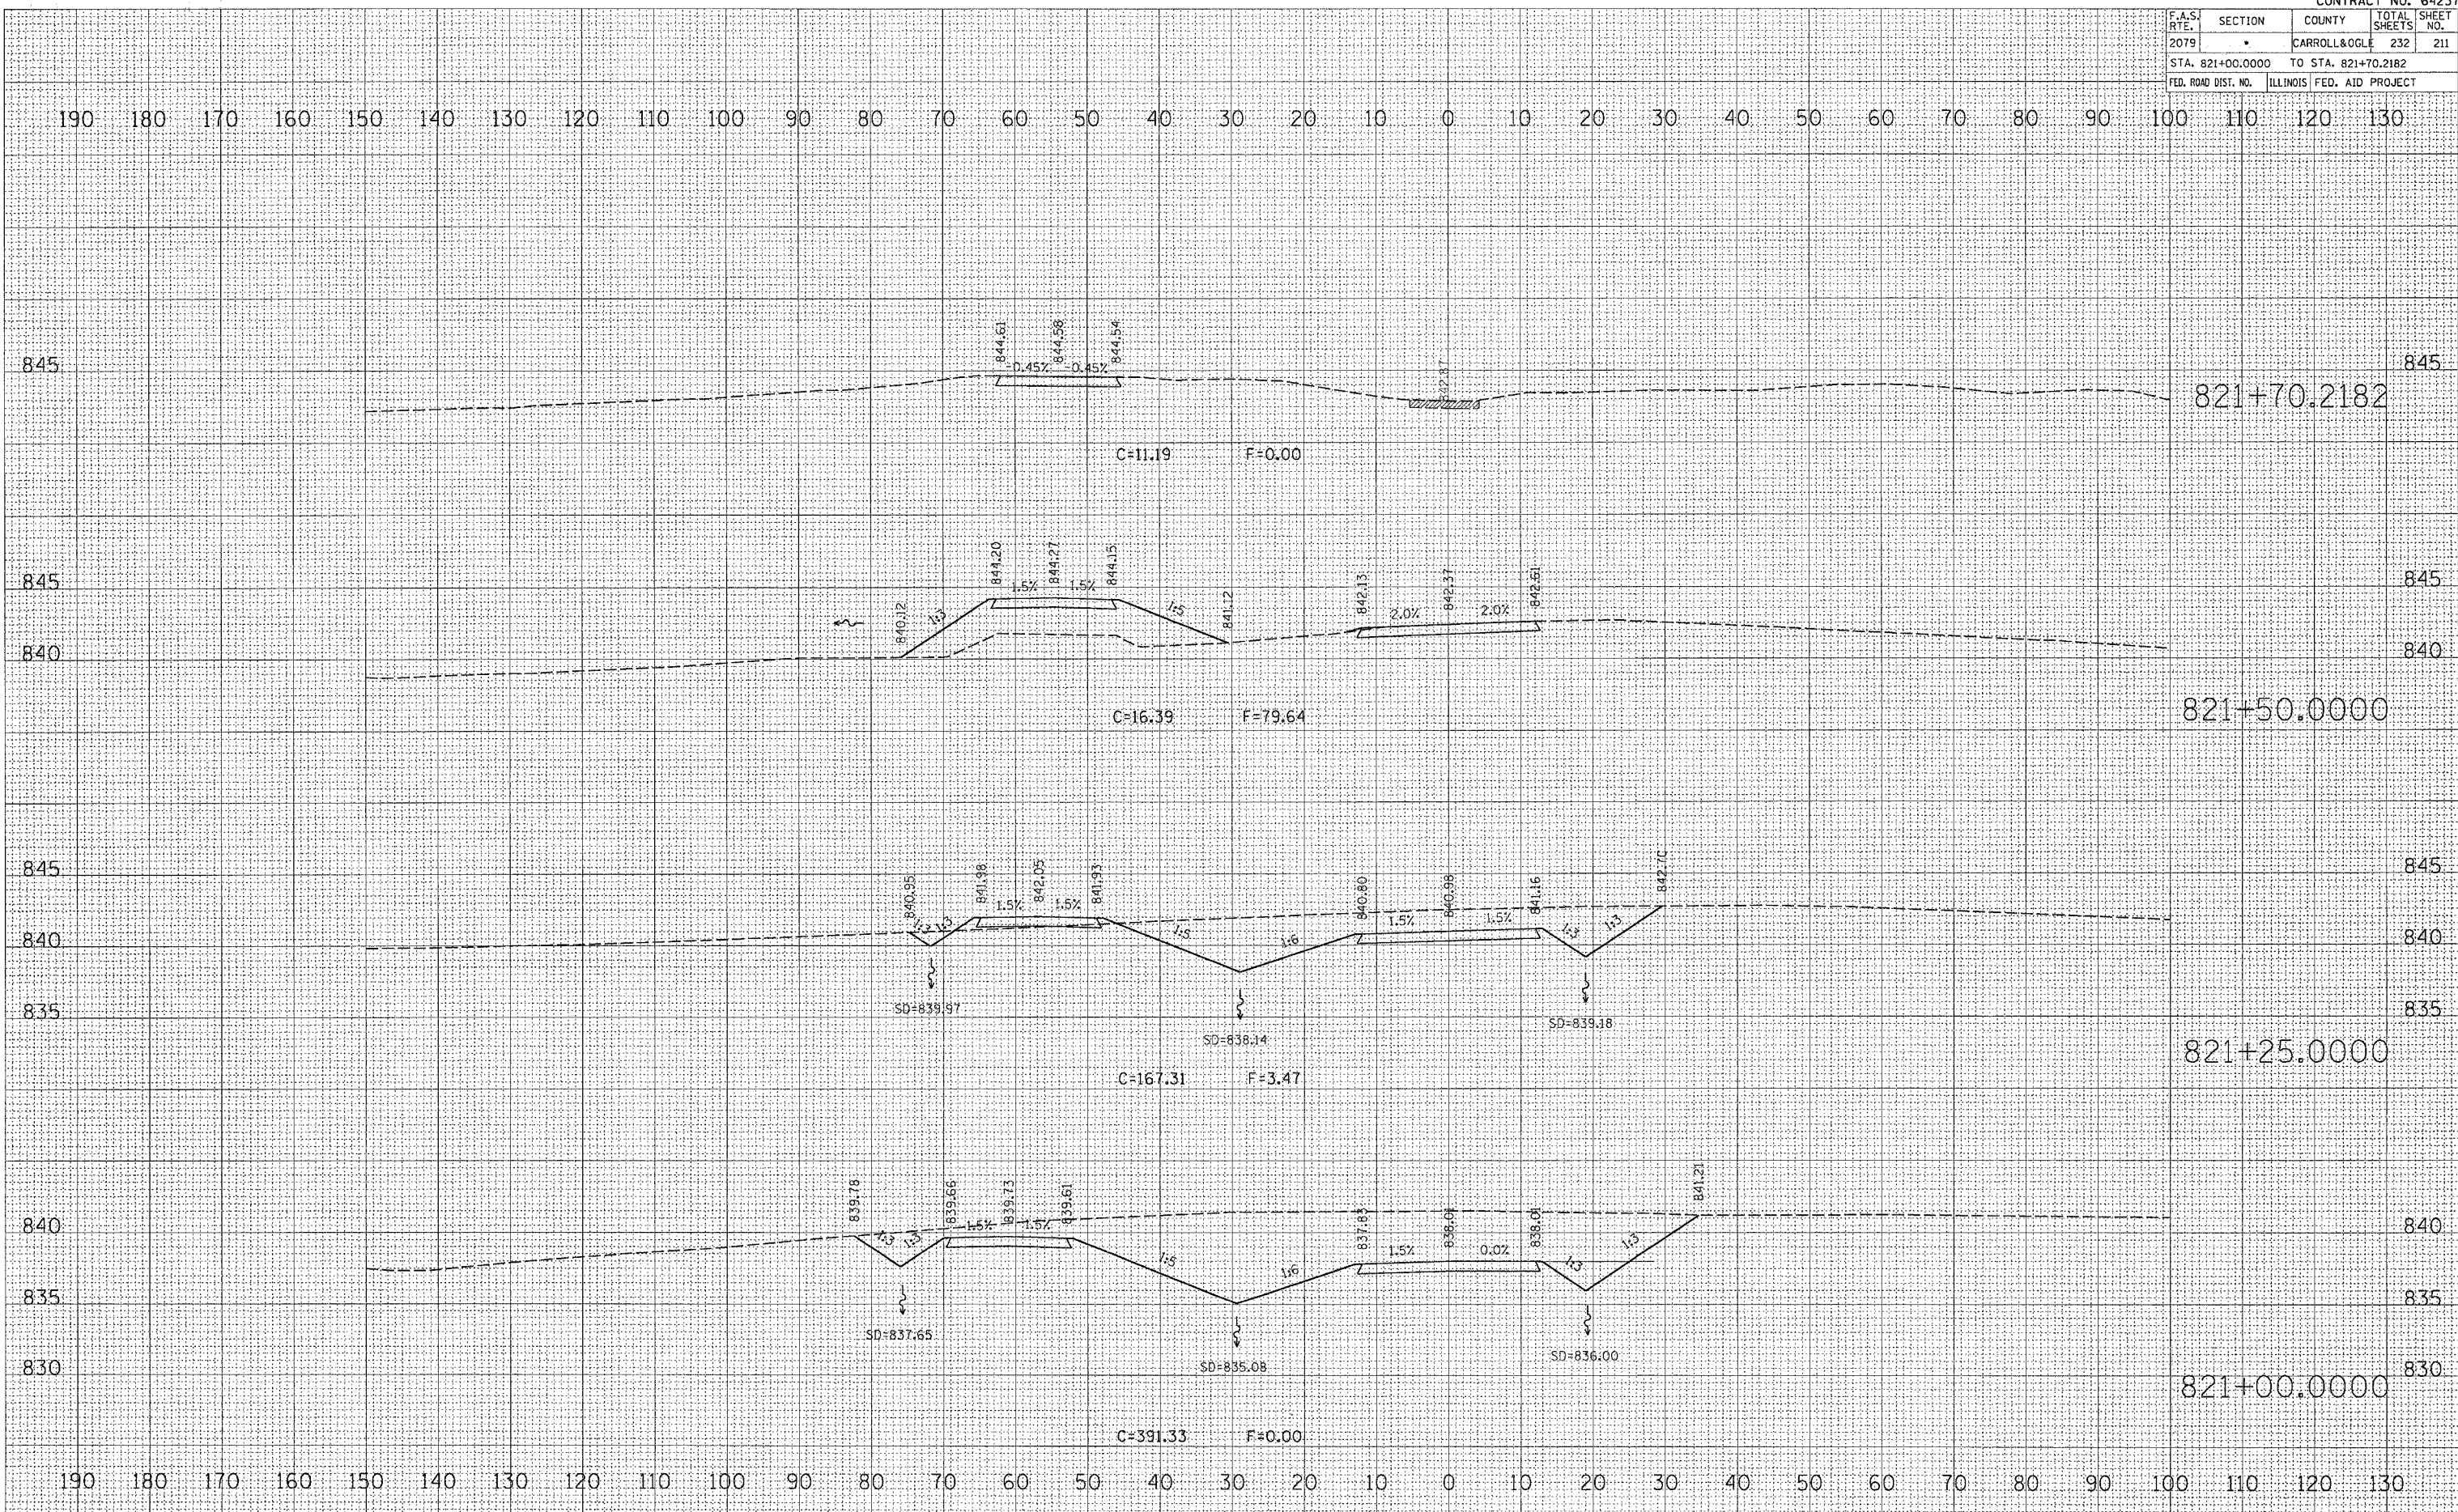 CONTRACT NO. 64237
F.A.S. RTE. SECTION COUNTY TOTAL SHEETS SHEET NO.
2079 • CARROLL&OGLE 232 211
STA. 821+00.0000 TO STA. 821+70.2182
FED. ROAD DIST. NO. ILLINOIS FED. AID PROJECT
190 180 170 160 150 140 130 120 110 100 90 80 70 60 50 40 30 20 10 0 10 20 30 40 50 60 70 80 90 100 110 120 130
844.61 844.58 844.54 842.87
-0.45% -0.45%
845 845
821+70.2182
C=11.19 F=0.00
840.12 844.20 844.27 844.15 841.12 842.13 842.37 842.61
845 845
1:3 1.5% 1.5% 1:5 2.0% 2.0%
840 840
821+50.0000
C=16.39 F=79.64
840.95 841.98 842.05 841.93 840.80 840.98 841.16 842.70
845 845
1:3 1:3 1.5% 1.5% 1:5 1:6 1.5% 1.5% 1:3 1:3
840 840
SD=839.97 SD=838.14 SD=839.18
835 835
821+25.0000
C=167.31 F=3.47
839.78 839.66 839.73 839.61 837.83 838.01 838.01 841.21
840 840
1:3 1:3 1.5% 1.5% 1:5 1:6 1.5% 0.0% 1:3 1:3
835 835
SD=837.65 SD=835.08 SD=836.00
830 830
821+00.0000
C=391.33 F=0.00
190 180 170 160 150 140 130 120 110 100 90 80 70 60 50 40 30 20 10 0 10 20 30 40 50 60 70 80 90 100 110 120 130